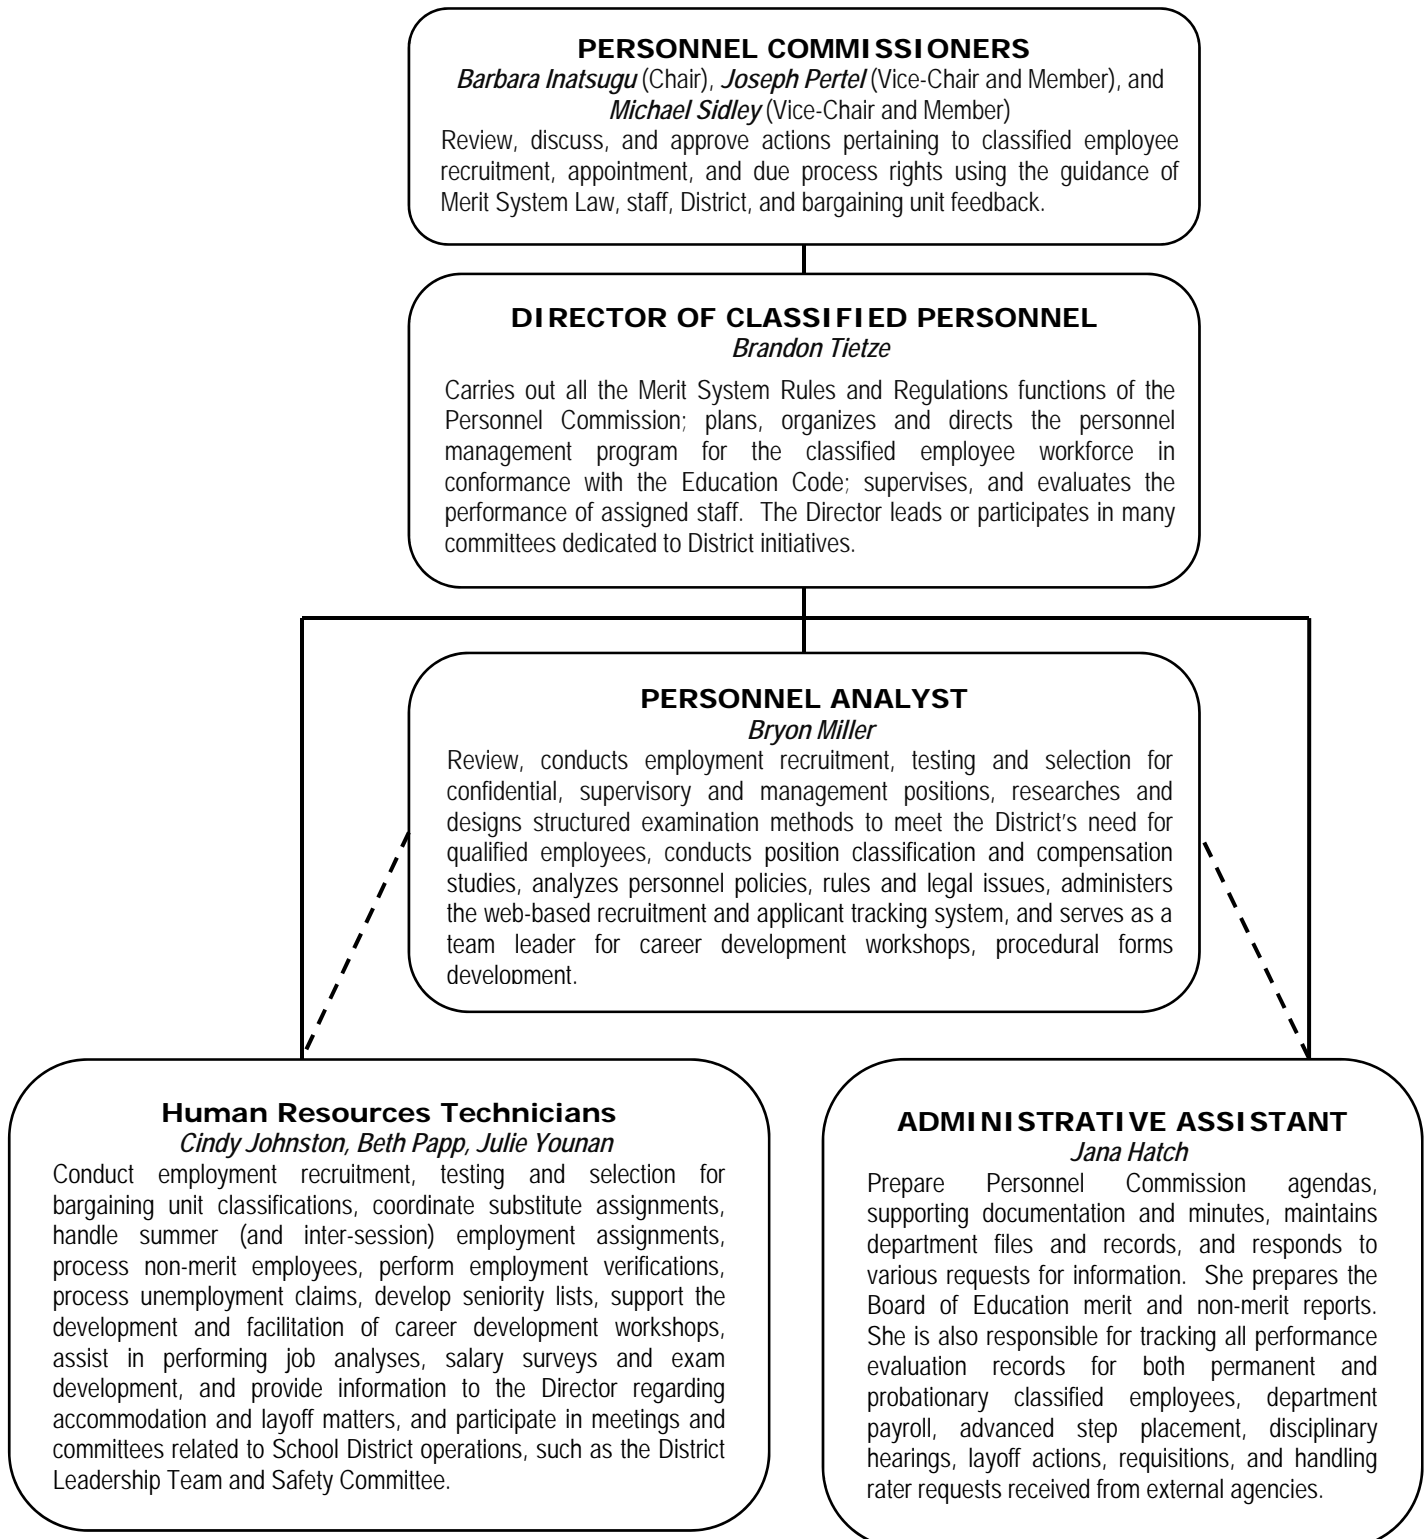 PERSONNEL COMMISSIONERS
Barbara Inatsugu (Chair), Joseph Pertel (Vice-Chair and Member), and
Michael Sidley (Vice-Chair and Member)
Review, discuss, and approve actions pertaining to classified employee
recruitment, appointment, and due process rights using the guidance of
Merit System Law, staff, District, and bargaining unit feedback.
DIRECTOR OF CLASSIFIED PERSONNEL
Brandon Tietze
Carries out all the Merit System Rules and Regulations functions of the
Personnel Commission; plans, organizes and directs the personnel
management program for the classified employee workforce in
conformance with the Education Code; supervises, and evaluates the
performance of assigned staff. The Director leads or participates in many
committees dedicated to District initiatives.
PERSONNEL ANALYST
Bryon Miller
Review, conducts employment recruitment, testing and selection for
confidential, supervisory and management positions, researches and
designs structured examination methods to meet the District's need for
qualified employees, conducts position classification and compensation
studies, analyzes personnel policies, rules and legal issues, administers
the web-based recruitment and applicant tracking system, and serves as a
team leader for career development workshops, procedural forms
development.
Human Resources Technicians
Cindy Johnston, Beth Papp, Julie Younan
Conduct employment recruitment, testing and selection for
bargaining unit classifications, coordinate substitute assignments,
handle summer (and inter-session) employment assignments,
process non-merit employees, perform employment verifications,
process unemployment claims, develop seniority lists, support the
development and facilitation of career development workshops,
assist in performing job analyses, salary surveys and exam
development, and provide information to the Director regarding
accommodation and layoff matters, and participate in meetings and
committees related to School District operations, such as the District
Leadership Team and Safety Committee.
ADMINISTRATIVE ASSISTANT
Jana Hatch
Prepare Personnel Commission agendas,
supporting documentation and minutes, maintains
department files and records, and responds to
various requests for information. She prepares the
Board of Education merit and non-merit reports.
She is also responsible for tracking all performance
evaluation records for both permanent and
probationary classified employees, department
payroll, advanced step placement, disciplinary
hearings, layoff actions, requisitions, and handling
rater requests received from external agencies.